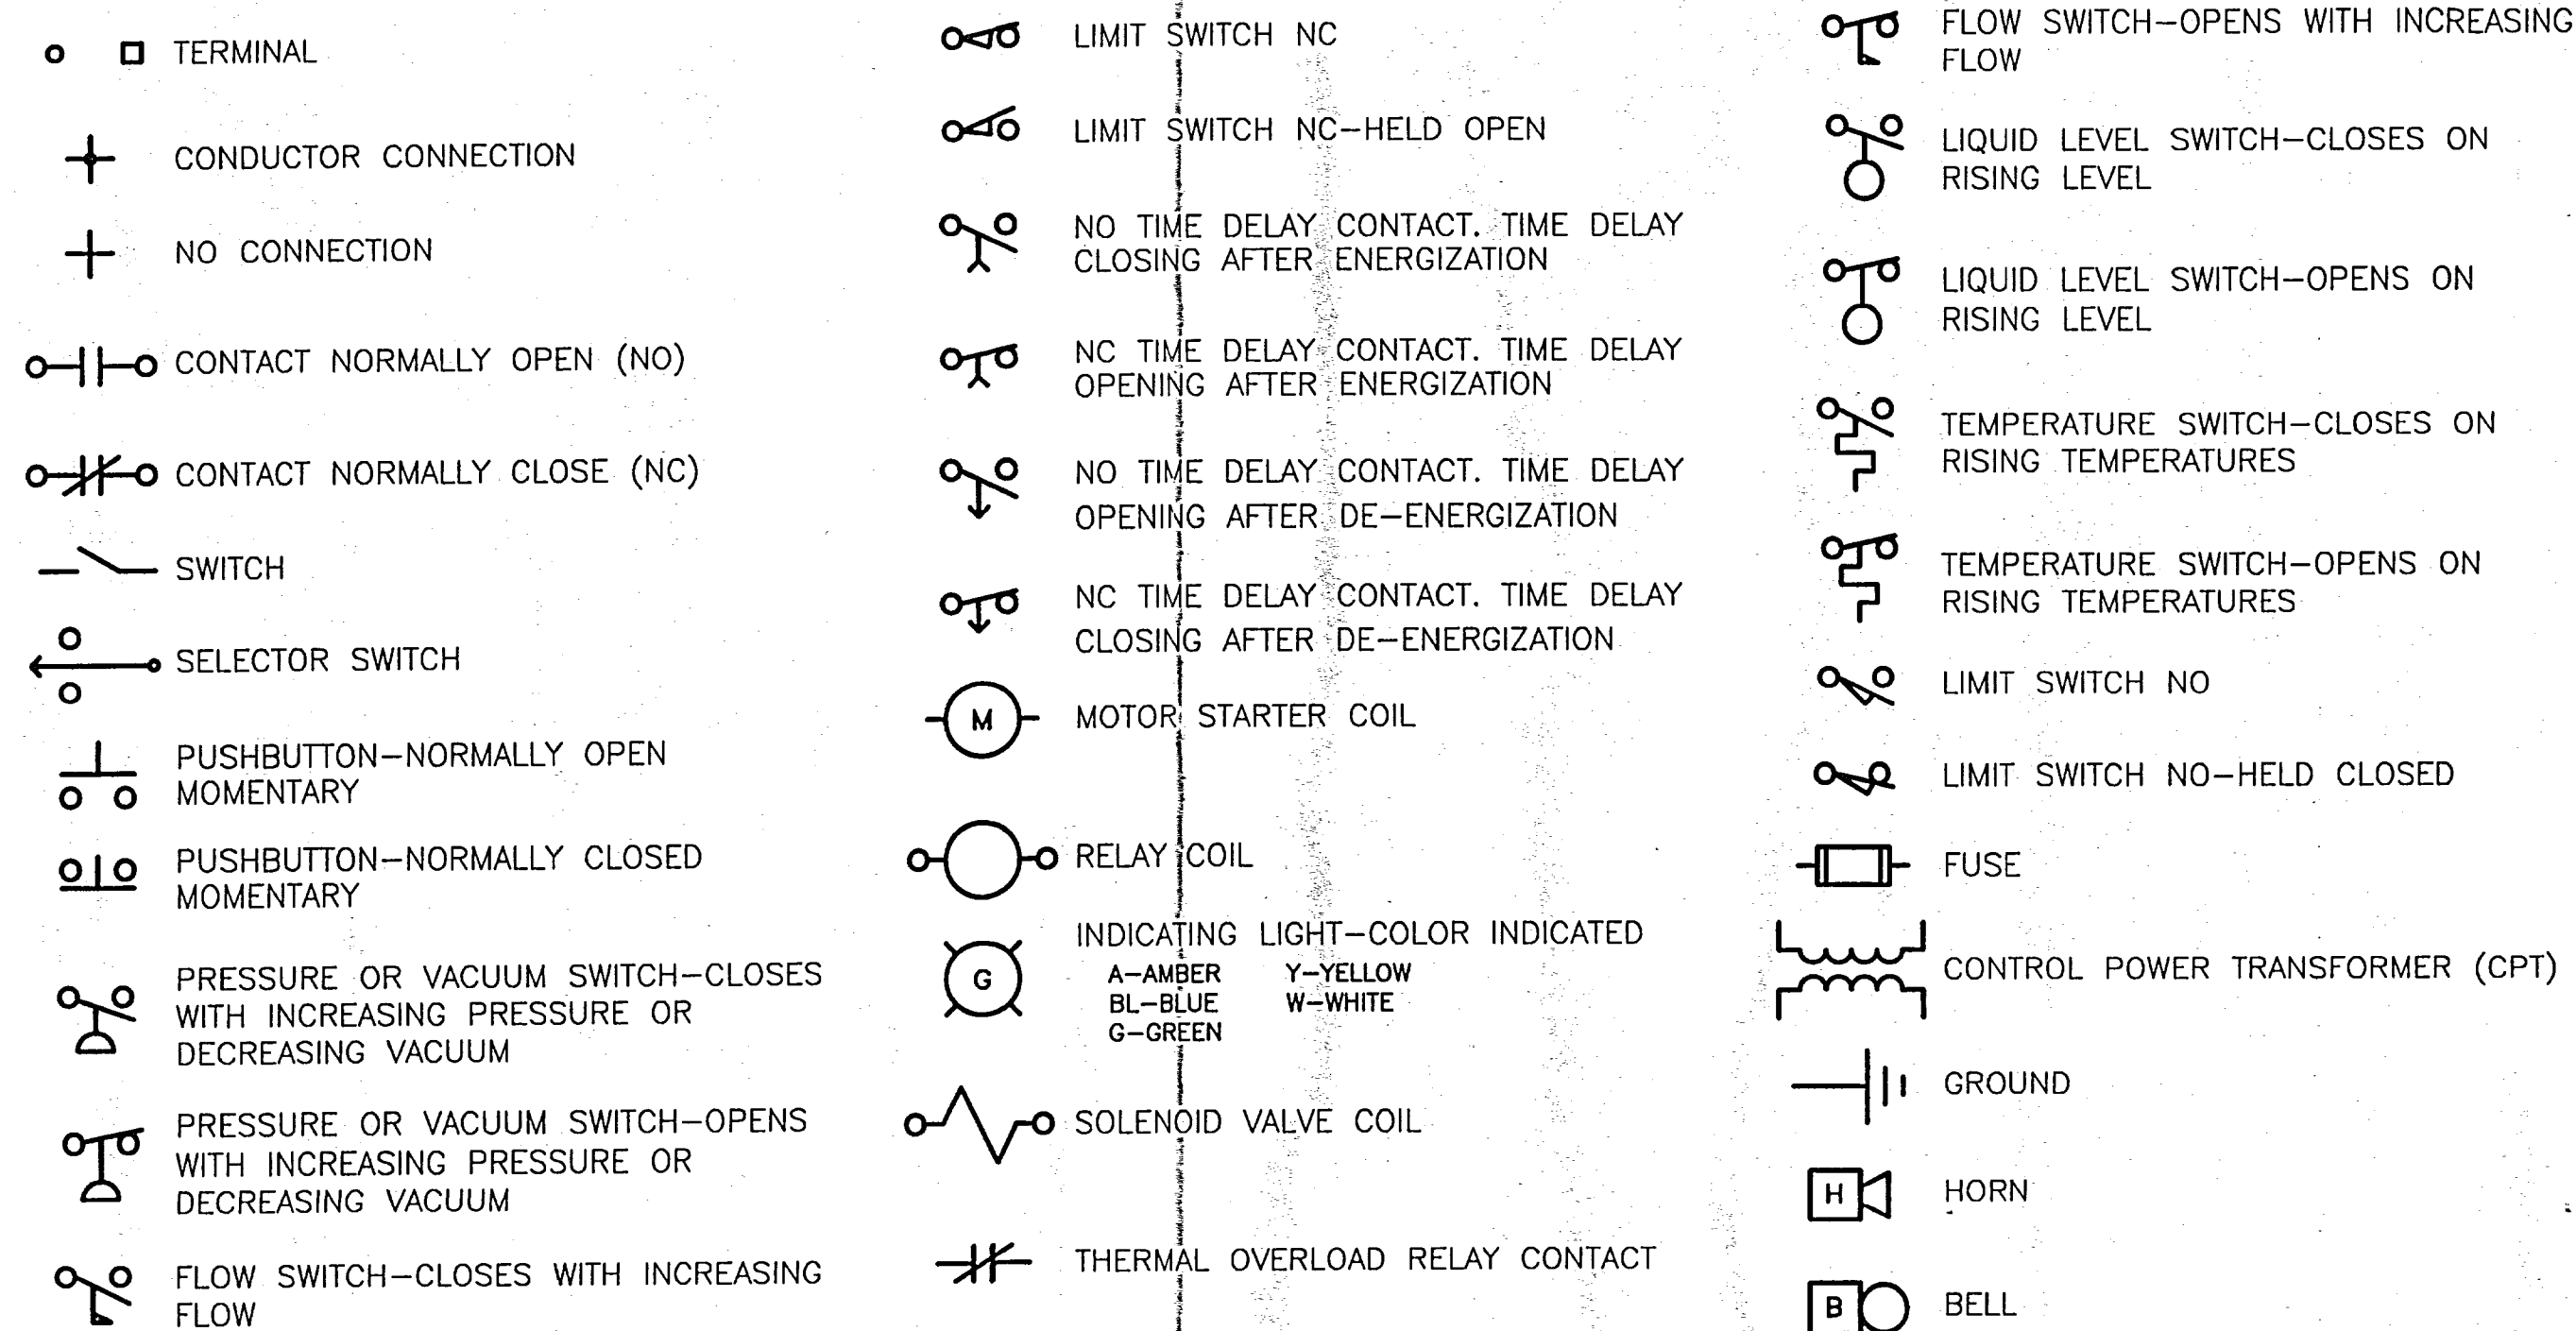 TERMINAL
CONDUCTOR CONNECTION
NO CONNECTION
CONTACT NORMALLY OPEN (NO)
CONTACT NORMALLY CLOSE (NC)
SWITCH
SELECTOR SWITCH
PUSHBUTTON-NORMALLY OPEN
MOMENTARY
PUSHBUTTON-NORMALLY CLOSED
MOMENTARY
PRESSURE OR VACUUM SWITCH-CLOSES
WITH INCREASING PRESSURE OR
DECREASING VACUUM
PRESSURE OR VACUUM SWITCH-OPENS
WITH INCREASING PRESSURE OR
DECREASING VACUUM
FLOW SWITCH-CLOSES WITH INCREASING
FLOW
LIMIT SWITCH NC
LIMIT SWITCH NC-HELD OPEN
NO TIME DELAY CONTACT. TIME DELAY
CLOSING AFTER ENERGIZATION
NC TIME DELAY CONTACT. TIME DELAY
OPENING AFTER ENERGIZATION
NO TIME DELAY CONTACT. TIME DELAY
OPENING AFTER DE-ENERGIZATION
NC TIME DELAY CONTACT. TIME DELAY
CLOSING AFTER DE-ENERGIZATION
M MOTOR STARTER COIL
RELAY COIL
INDICATING LIGHT-COLOR INDICATED
G
A-AMBER Y-YELLOW
BL-BLUE W-WHITE
G-GREEN
SOLENOID VALVE COIL
THERMAL OVERLOAD RELAY CONTACT
FLOW SWITCH-OPENS WITH INCREASING
FLOW
LIQUID LEVEL SWITCH-CLOSES ON
RISING LEVEL
LIQUID LEVEL SWITCH-OPENS ON
RISING LEVEL
TEMPERATURE SWITCH-CLOSES ON
RISING TEMPERATURES
TEMPERATURE SWITCH-OPENS ON
RISING TEMPERATURES
LIMIT SWITCH NO
LIMIT SWITCH NO-HELD CLOSED
FUSE
CONTROL POWER TRANSFORMER (CPT)
GROUND
H HORN
B BELL